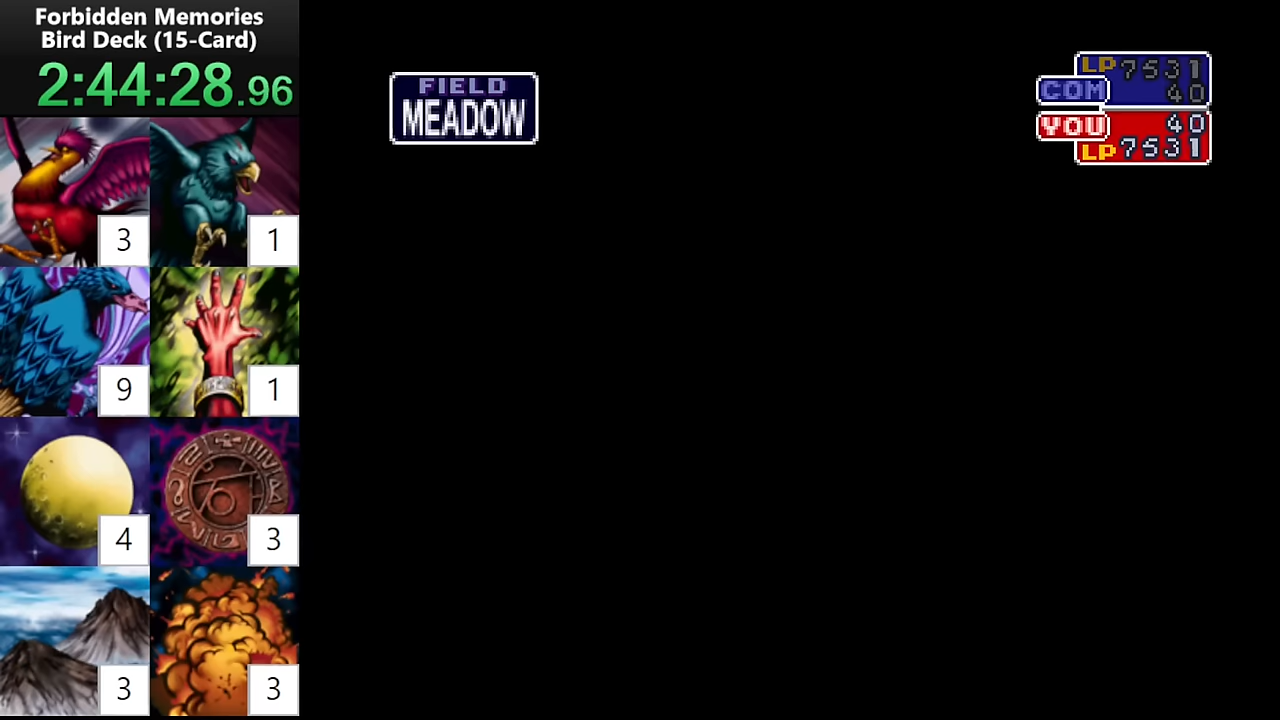 Forbidden Memories
Bird Deck (15-Card)
2:44:28.96
FIELD
MEADOW
LP 7531
COM 40
YOU 40
LP 7531
3
1
9
1
4
3
3
3